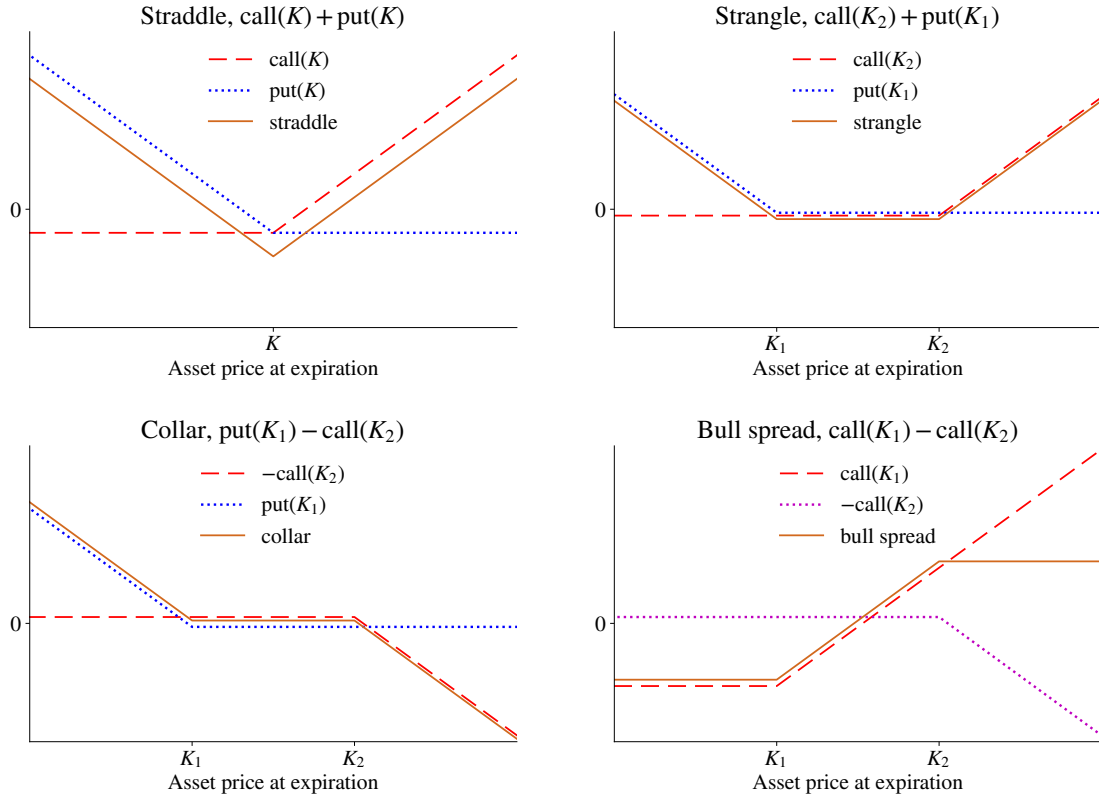 Straddle, call(K) + put(K)
call(K)
put(K)
straddle
0
K
Asset price at expiration
Strangle, call(K₂) + put(K₁)
call(K₂)
put(K₁)
strangle
0
K₁ K₂
Asset price at expiration
Collar, put(K₁) − call(K₂)
−call(K₂)
put(K₁)
collar
0
K₁ K₂
Asset price at expiration
Bull spread, call(K₁) − call(K₂)
call(K₁)
−call(K₂)
bull spread
0
K₁ K₂
Asset price at expiration